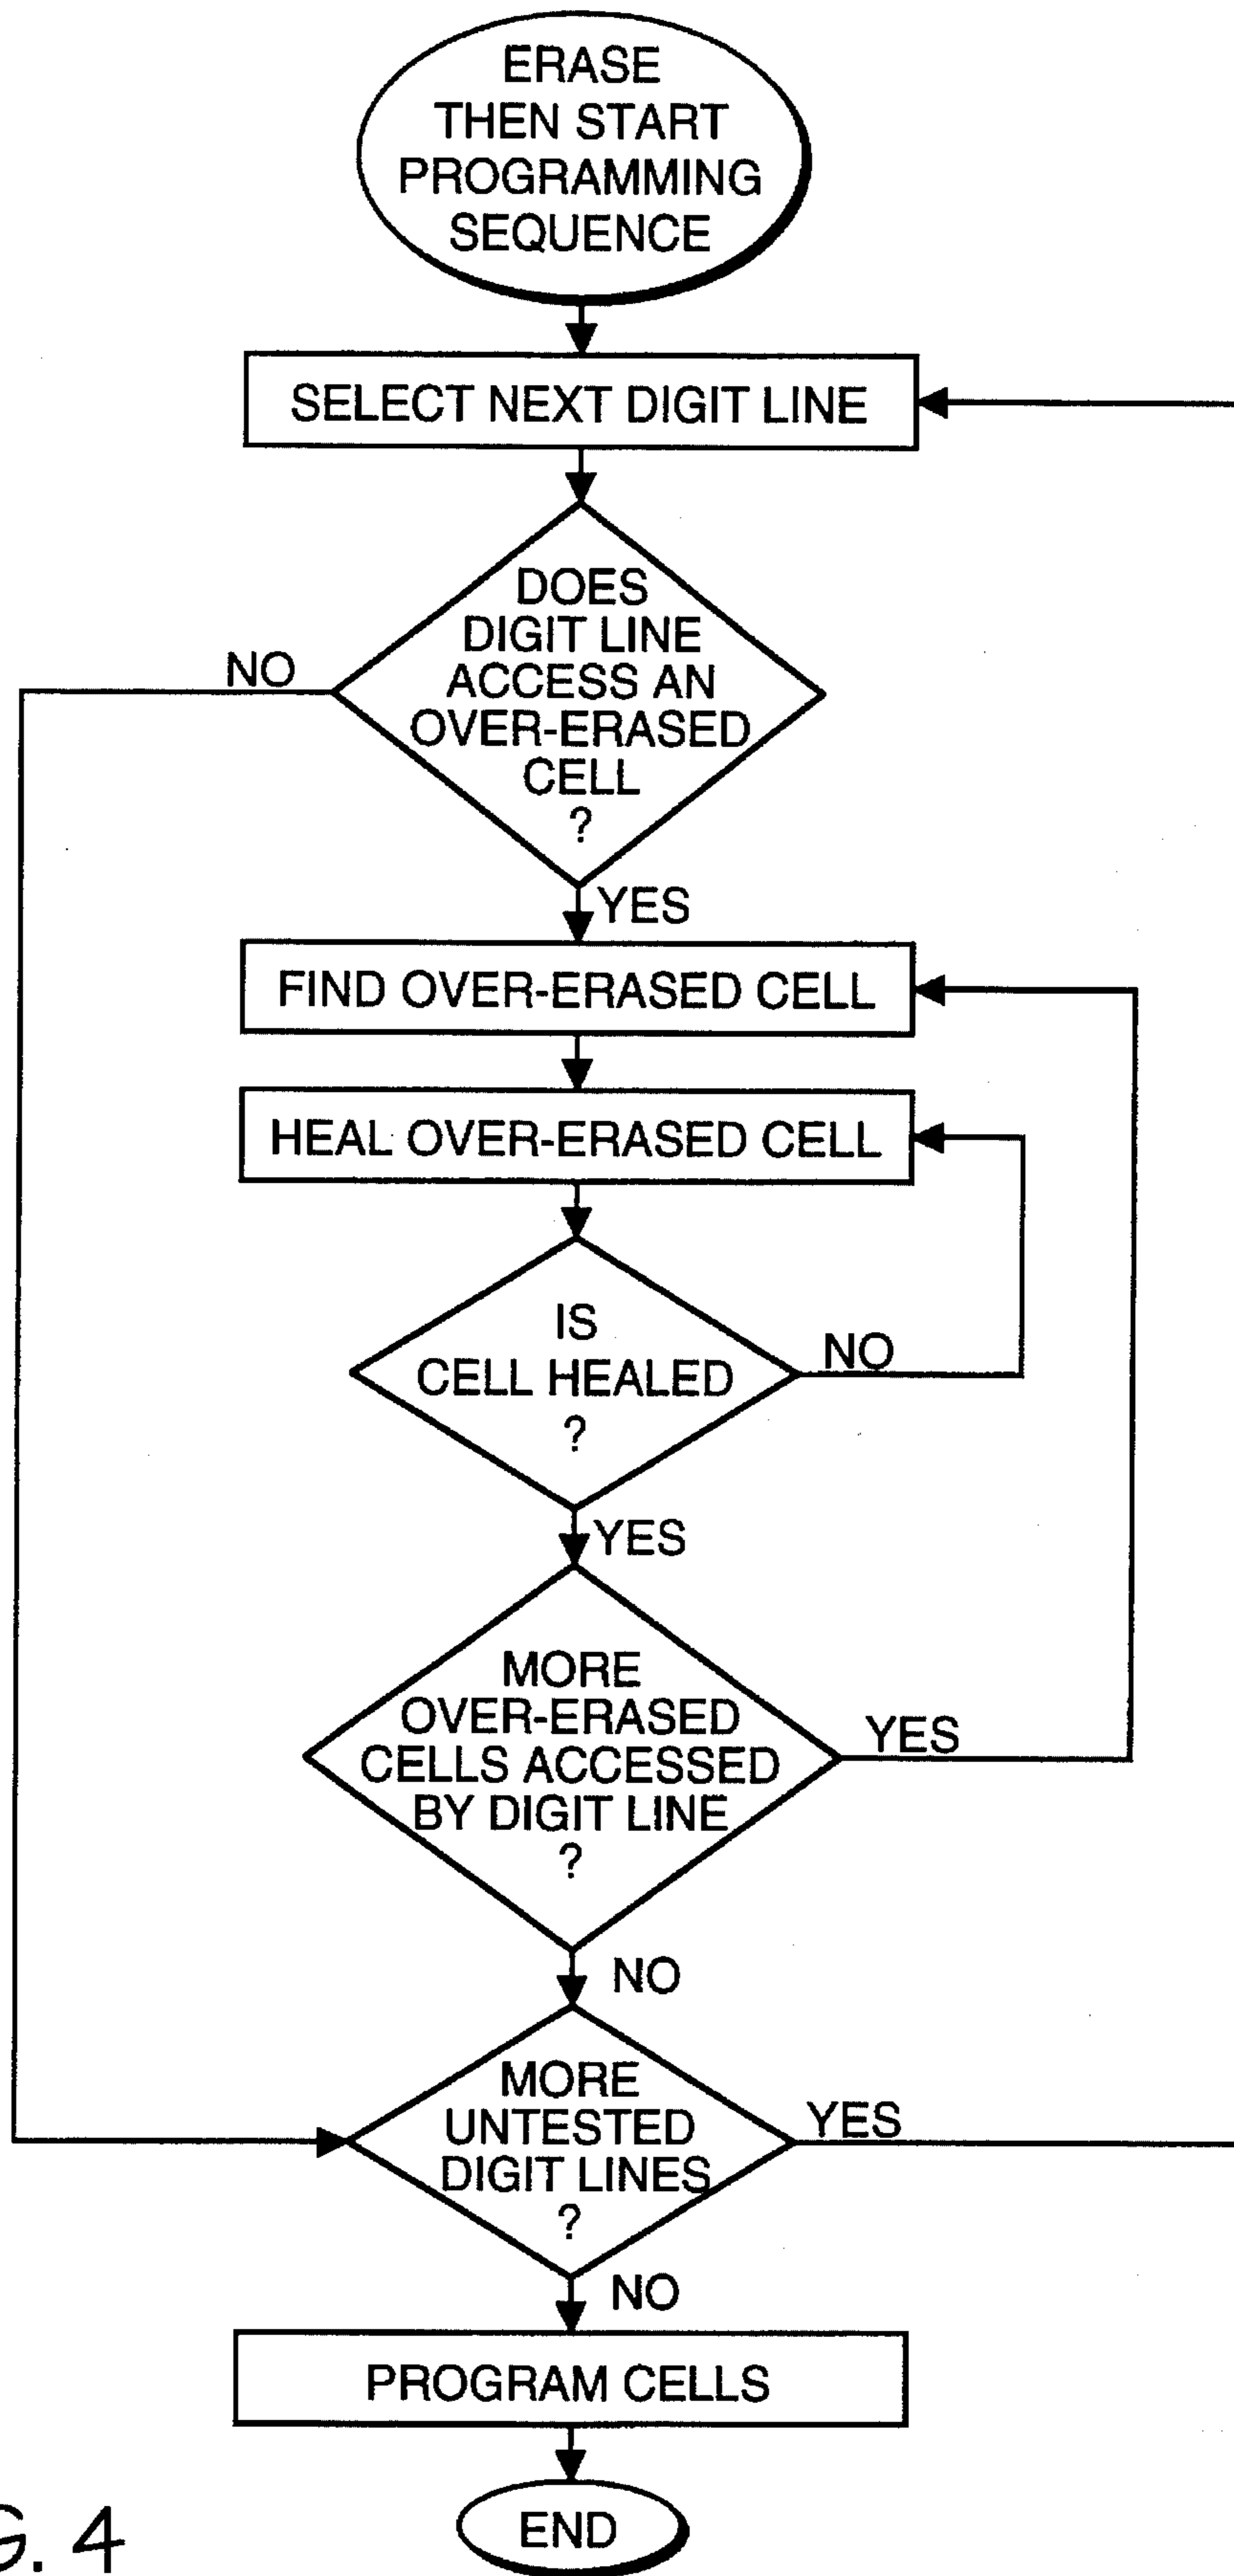 ERASE
THEN START
PROGRAMMING
SEQUENCE
SELECT NEXT DIGIT LINE
DOES
DIGIT LINE
ACCESS AN
OVER-ERASED
CELL
?
NO
YES
FIND OVER-ERASED CELL
HEAL OVER-ERASED CELL
IS
CELL HEALED
?
NO
YES
MORE
OVER-ERASED
CELLS ACCESSED
BY DIGIT LINE
?
YES
NO
MORE
UNTESTED
DIGIT LINES
?
YES
NO
PROGRAM CELLS
END
G. 4